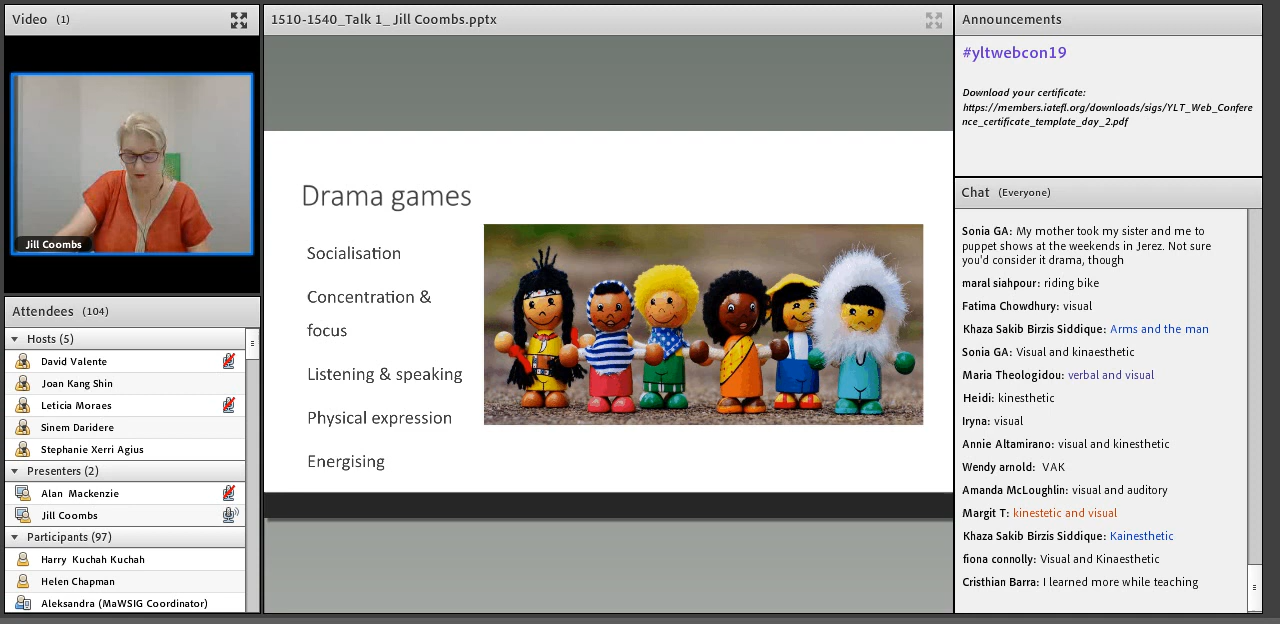 Video (1)
Jill Coombs
Attendees (104)
Hosts (5)
David Valente
Joan Kang Shin
Leticia Moraes
Sinem Daridere
Stephanie Xerri Agius
Presenters (2)
Alan Mackenzie
Jill Coombs
Participants (97)
Harry Kuchah Kuchah
Helen Chapman
Aleksandra (MaWSIG Coordinator)
1510-1540_Talk 1_ Jill Coombs.pptx
Drama games
Socialisation
Concentration &
focus
Listening & speaking
Physical expression
Energising
Announcements
#yltwebcon19
Download your certificate:
https://members.iatefl.org/downloads/sigs/YLT_Web_Confere
nce_certificate_template_day_2.pdf
Chat (Everyone)
Sonia GA: My mother took my sister and me to
puppet shows at the weekends in Jerez. Not sure
you'd consider it drama, though
maral siahpour: riding bike
Fatima Chowdhury: visual
Khaza Sakib Birzis Siddique: Arms and the man
Sonia GA: Visual and kinaesthetic
Maria Theologidou: verbal and visual
Heidi: kinesthetic
Iryna: visual
Annie Altamirano: visual and kinesthetic
Wendy arnold: VAK
Amanda McLoughlin: visual and auditory
Margit T: kinestetic and visual
Khaza Sakib Birzis Siddique: Kainesthetic
fiona connolly: Visual and Kinaesthetic
Cristhian Barra: I learned more while teaching